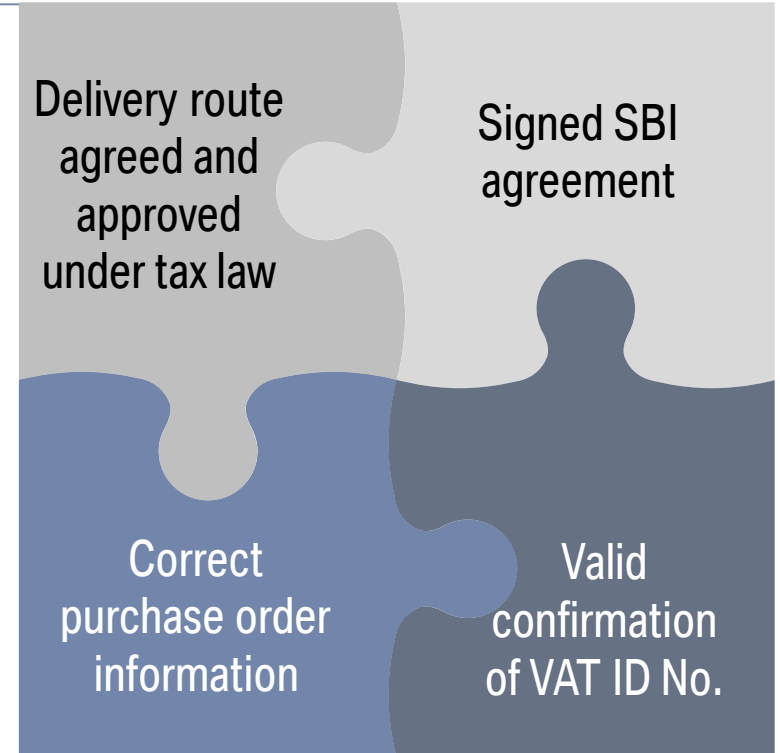 Delivery route
agreed and
approved
under tax law
Signed SBI
agreement
Correct
purchase order
information
Valid
confirmation
of VAT ID No.